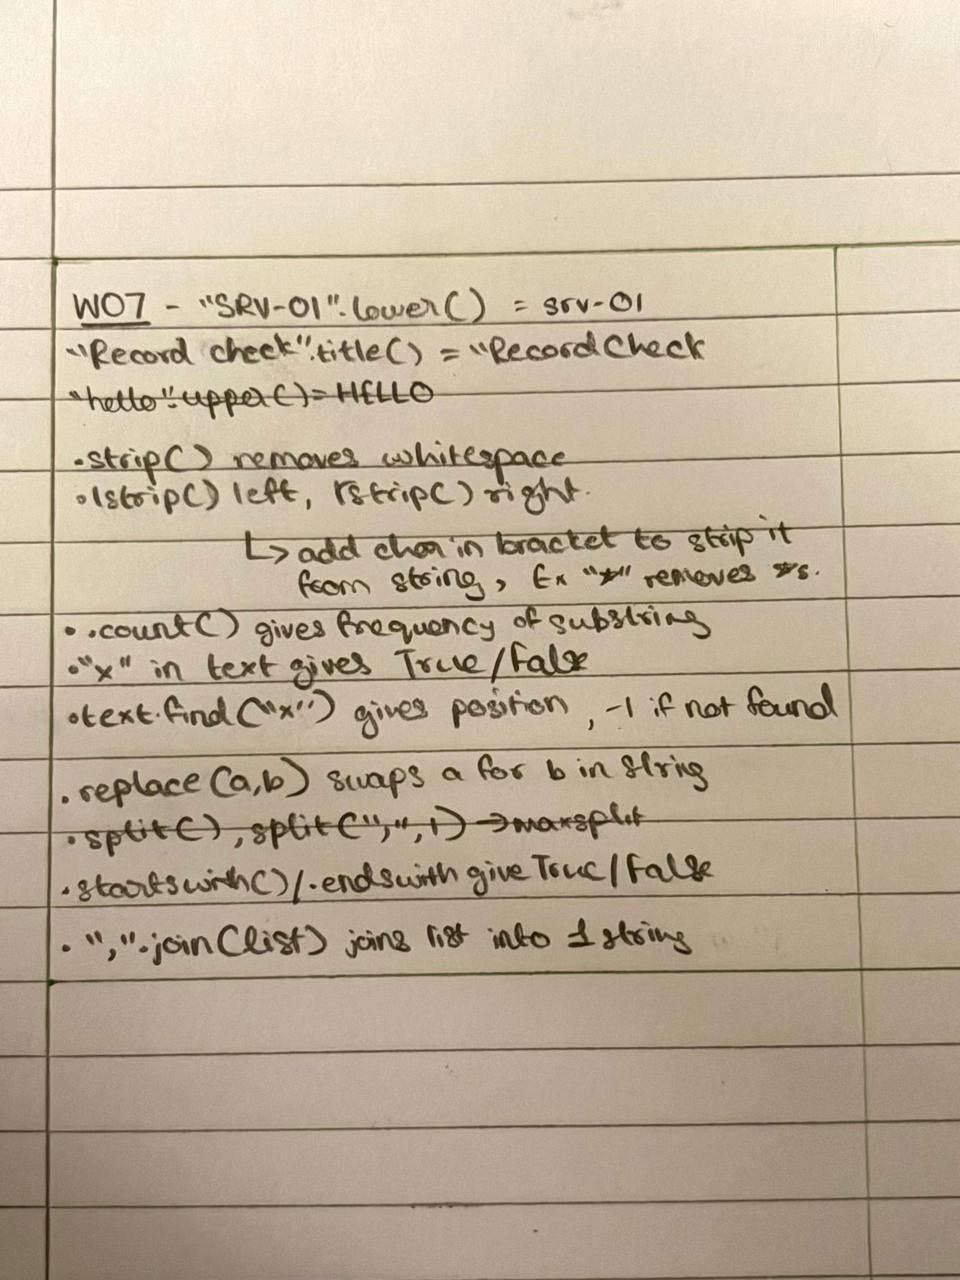 W07 - "SRV-01".lower() = srv-01
"Record check".title() = "Record Check
"hello".upper() = HELLO
.strip() removes whitespace
.lstrip() left, rstrip() right.
↳ add char in bracket to strip it
from string, Ex "*" removes *s.
• .count() gives frequency of substring
• "x" in text gives True/False
• text.find("x") gives position, -1 if not found
.replace(a,b) swaps a for b in string
.split(), split(",", 1) → maxsplit
.startswith()/.endswith give True/False
. ",".join(list) joins list into 1 string